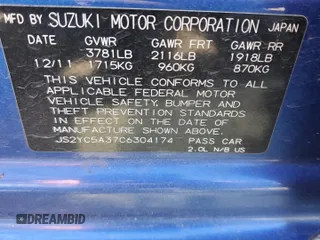 MFD BY SUZUKI MOTOR CORPORATION JAPAN
DATE GVWR GAWR FRT GAWR RR
3781LB 2116LB 1918LB
12/11 1715KG 960KG 870KG
THIS VEHICLE CONFORMS TO ALL
APPLICABLE FEDERAL MOTOR
VEHICLE SAFETY, BUMPER AND
THEFT PREVENTION STANDARDS
IN EFFECT ON THE DATE OF
MANUFACTURE SHOWN ABOVE.
JS2YC5A37C6304174 PASS CAR
2.0L N/B US
DREAMBID